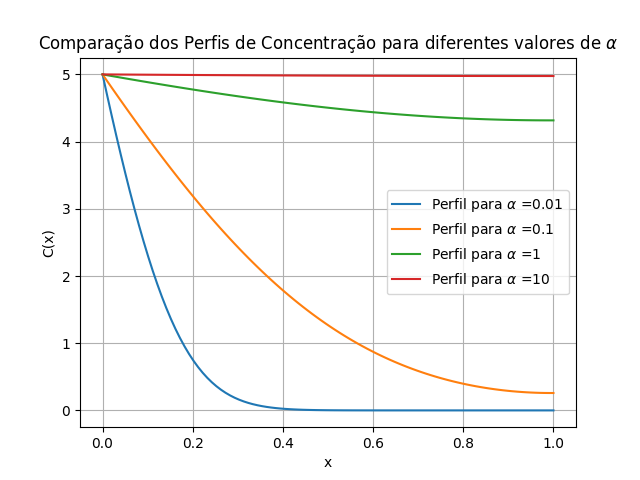 Comparação dos Perfis de Concentração para diferentes valores de α
C(x)
5
4
3
2
1
0
Perfil para α =0.01
Perfil para α =0.1
Perfil para α =1
Perfil para α =10
0.0 0.2 0.4 0.6 0.8 1.0
x